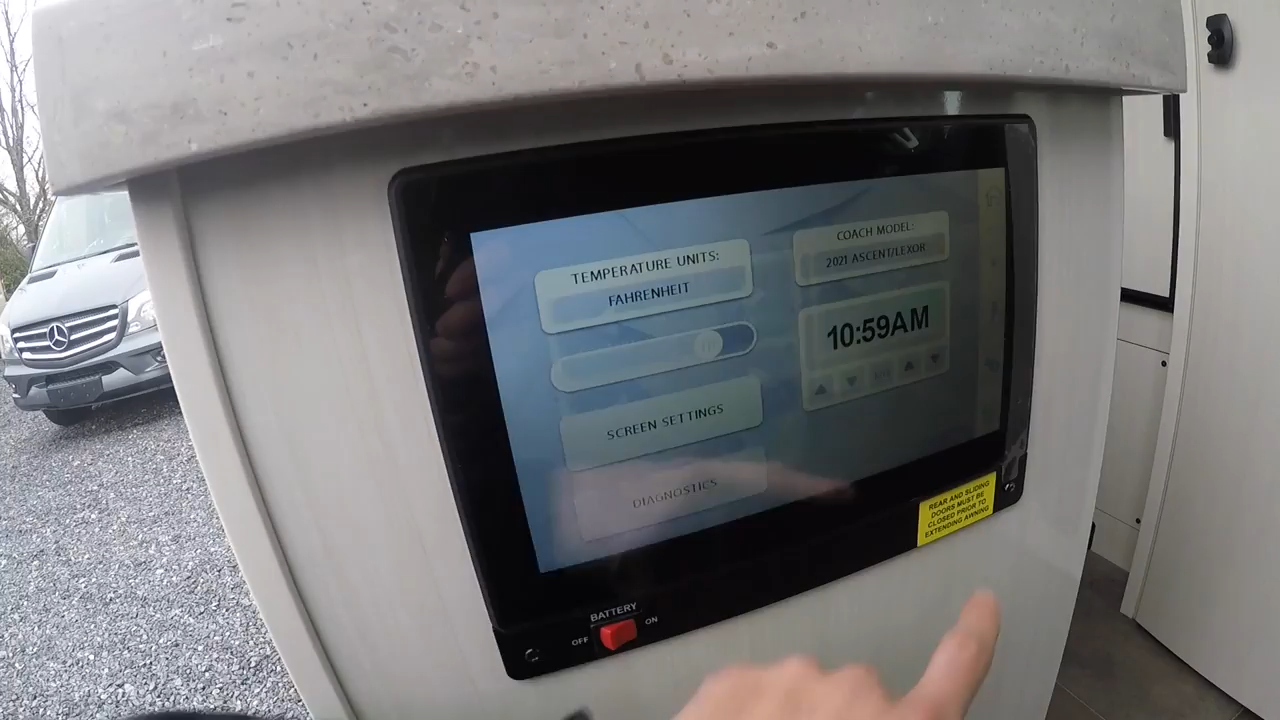 TEMPERATURE UNITS:
FAHRENHEIT
SCREEN SETTINGS
DIAGNOSTICS
COACH MODEL:
2021 ASCENT/LEXOR
10:59AM
REAR AND SLIDING
DOORS MUST BE
CLOSED PRIOR TO
EXTENDING AWNING
BATTERY
OFF
ON